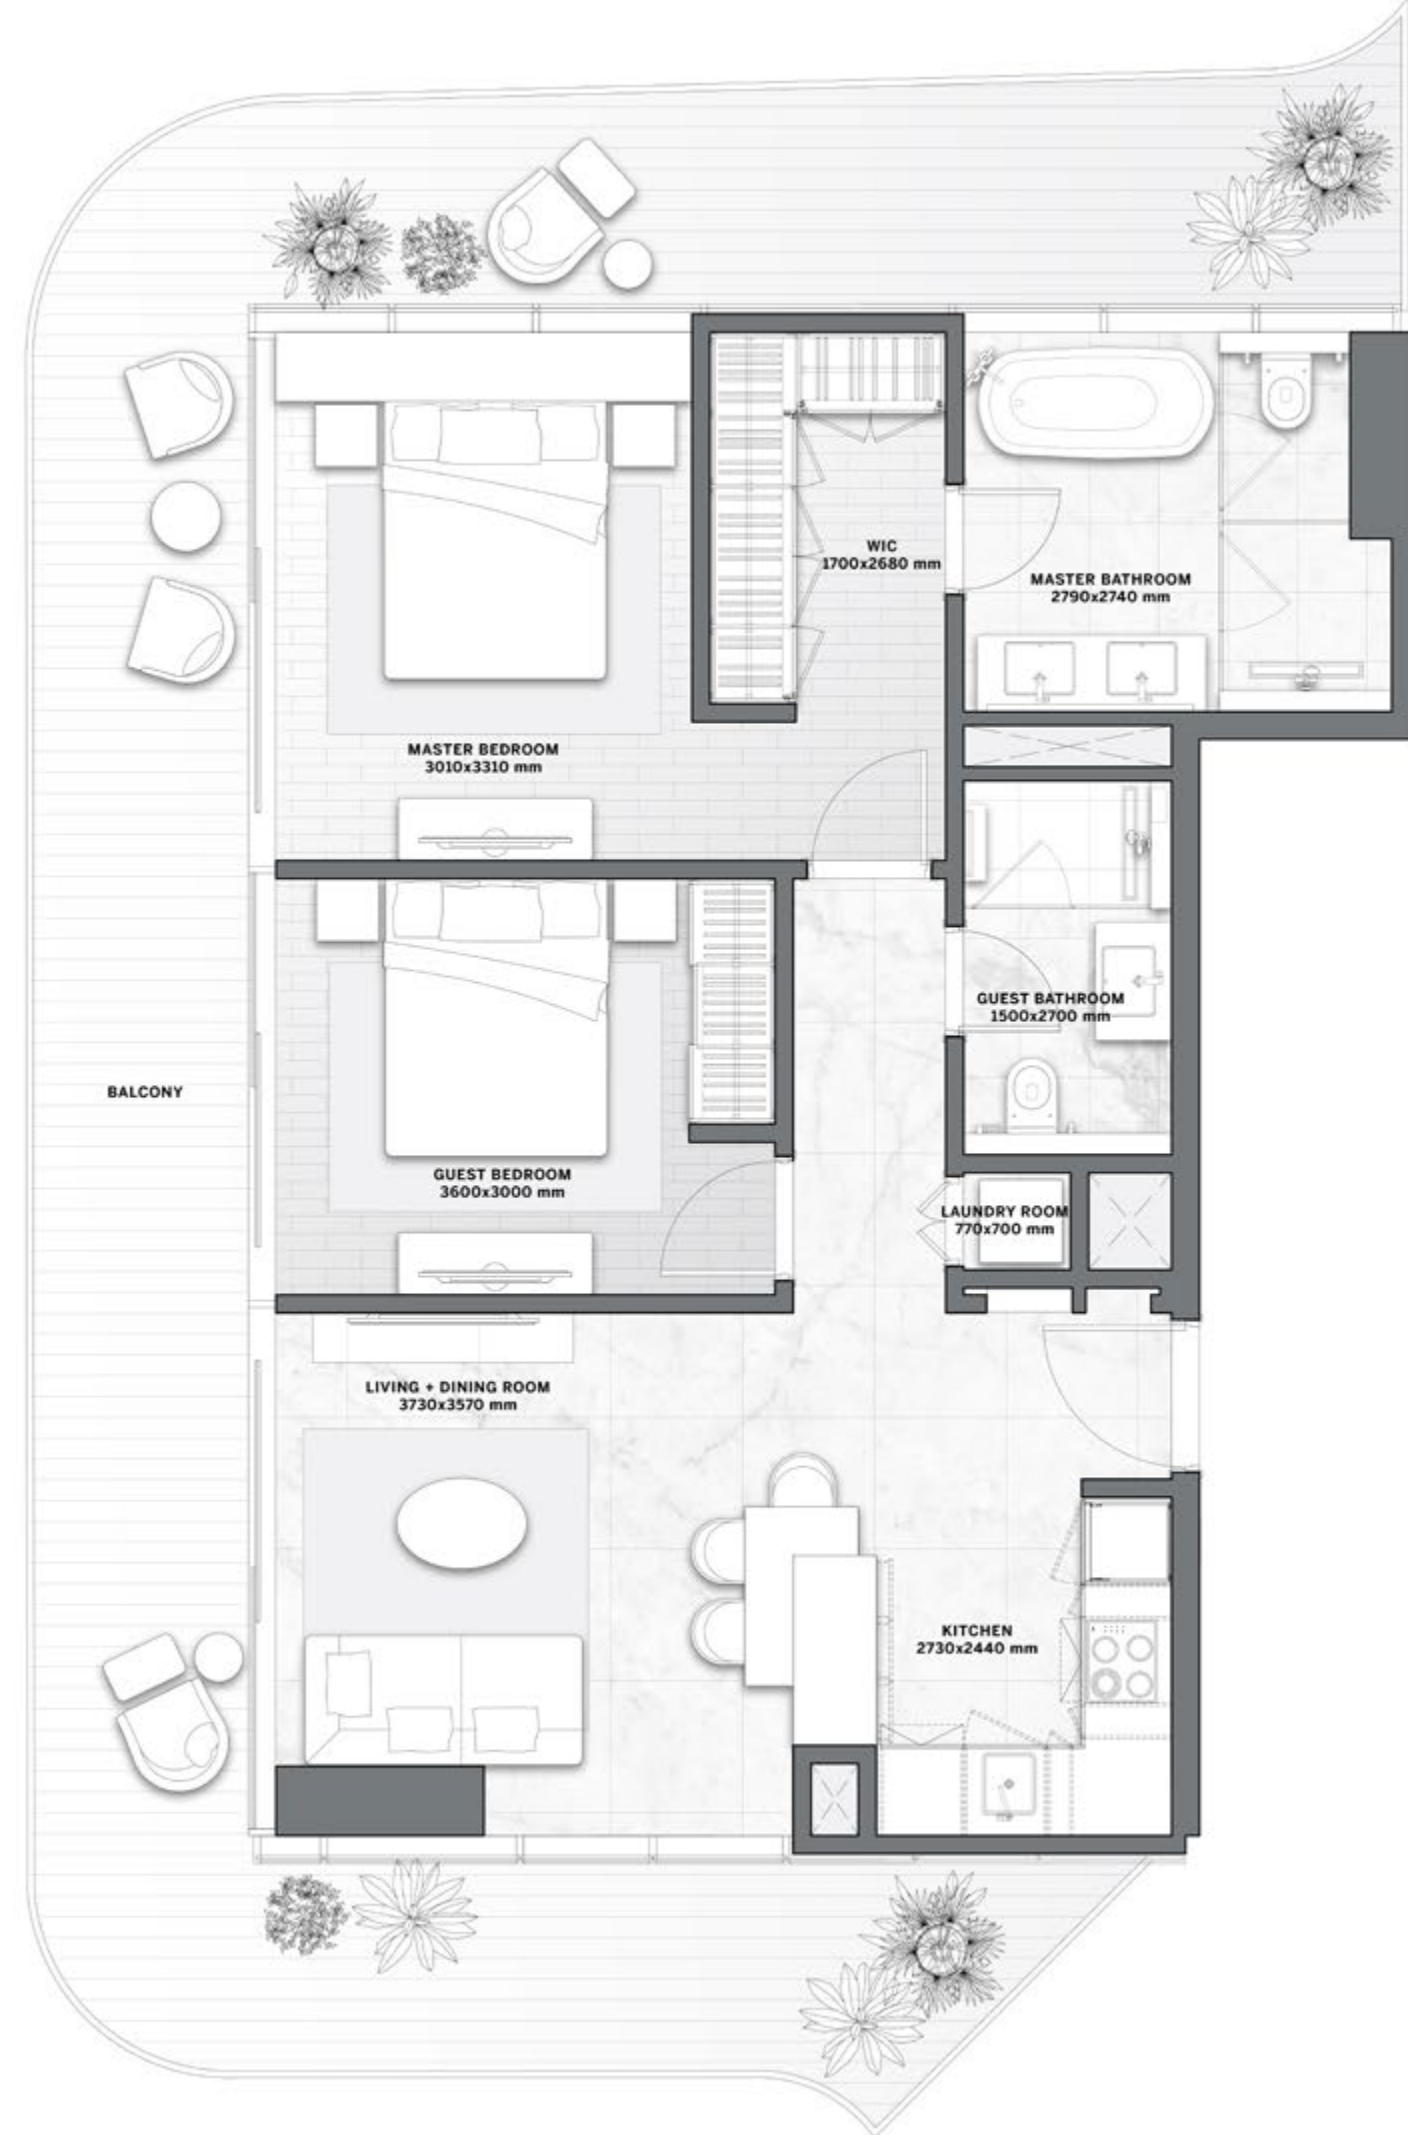 WIC
1700x2680 mm
MASTER BATHROOM
2790x2740 mm
MASTER BEDROOM
3010x3310 mm
GUEST BATHROOM
1500x2700 mm
BALCONY
GUEST BEDROOM
3600x3000 mm
LAUNDRY ROOM
770x700 mm
LIVING + DINING ROOM
3730x3570 mm
KITCHEN
2730x2440 mm